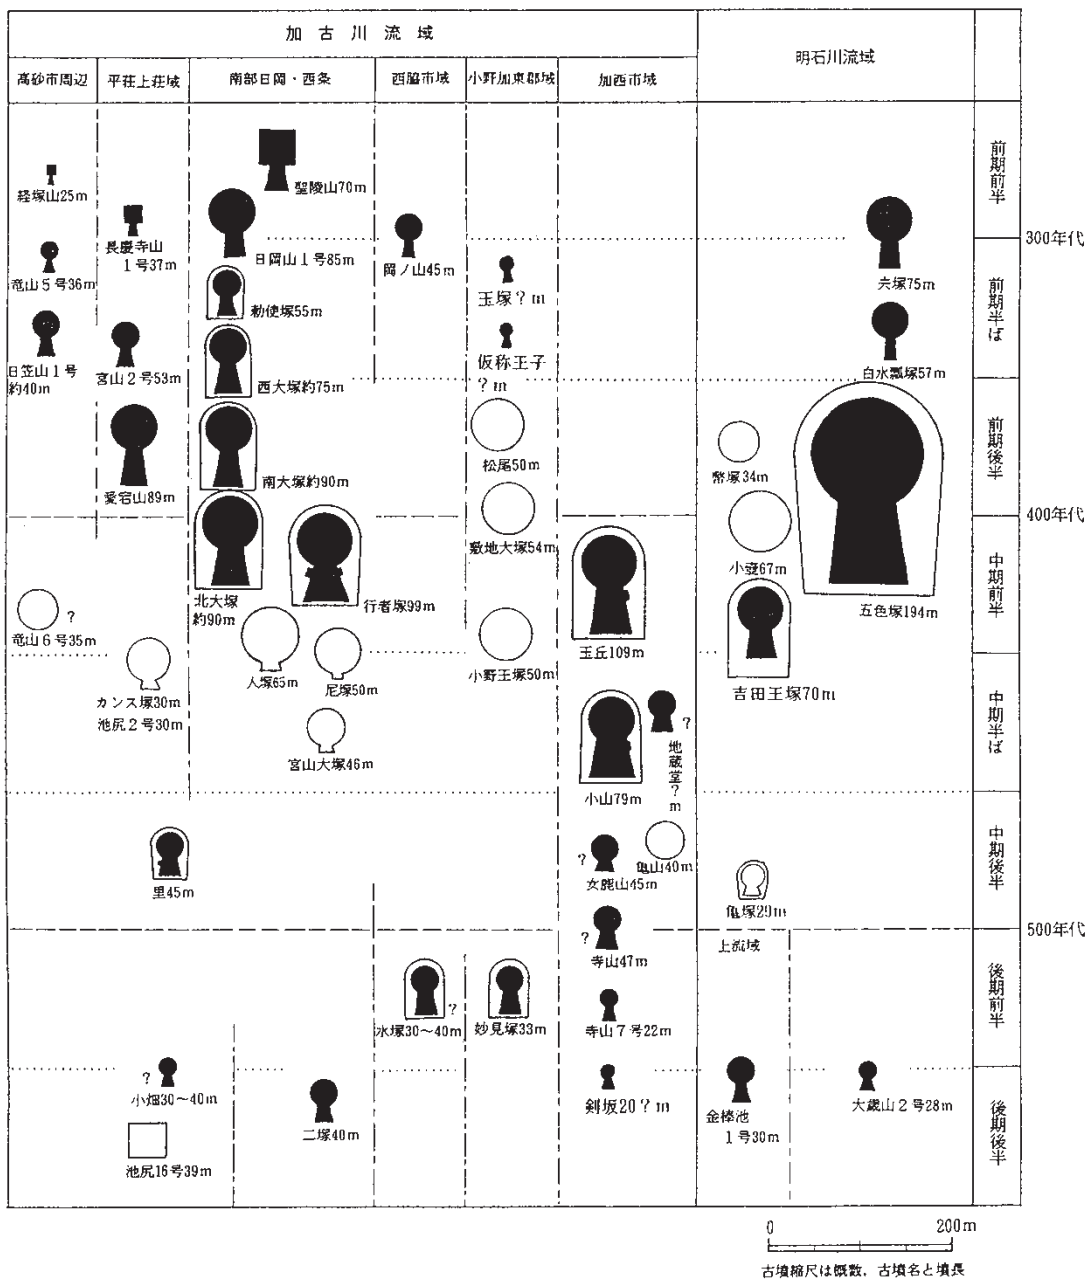 加古川流域
明石川流域
高砂市周辺
平荘上荘域
南部日岡・西条
西脇市域
小野加東郡域
加西市域
経塚山25m
竜山5号36m
日笠山1号
約40m
竜山6号35m
?
長慶寺山
1号37m
宮山2号53m
愛宕山89m
カンス塚30m
池尻2号30m
里45m
?
小畑30～40m
池尻16号39m
聖陵山70m
日岡山1号85m
勅使塚55m
西大塚約75m
南大塚約90m
北大塚
約90m
行者塚99m
人塚65m
尼塚50m
宮山大塚46m
二塚40m
岡ノ山45m
?
氷塚30～40m
玉塚?m
仮称王子
?m
松尾50m
敷地大塚54m
小野王塚50m
妙見塚33m
玉丘109m
小山79m
?
地蔵堂?m
亀山40m
?
女鹿山45m
?
寺山47m
寺山7号22m
剣坂20?m
幣塚34m
小壺67m
吉田王塚70m
亀塚29m
上流域
金棒池
1号30m
宍塚75m
白水瓢塚57m
五色塚194m
大歳山2号28m
前期前半
前期半ば
前期後半
中期前半
中期半ば
中期後半
後期前半
後期後半
300年代
400年代
500年代
0 200m
古墳縮尺は概数，古墳名と墳長